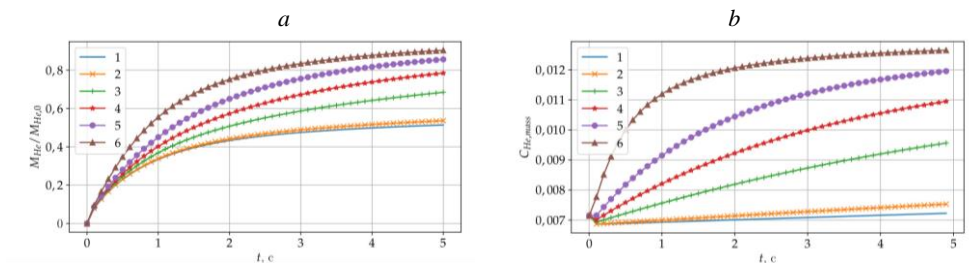 a
b
M_He / M_He,0
0,8
0,6
0,4
0,2
0
1
2
3
4
5
6
0 1 2 3 4 5
t, с
C_He,mass
0,012
0,011
0,010
0,009
0,008
0,007
1
2
3
4
5
6
0 1 2 3 4 5
t, с